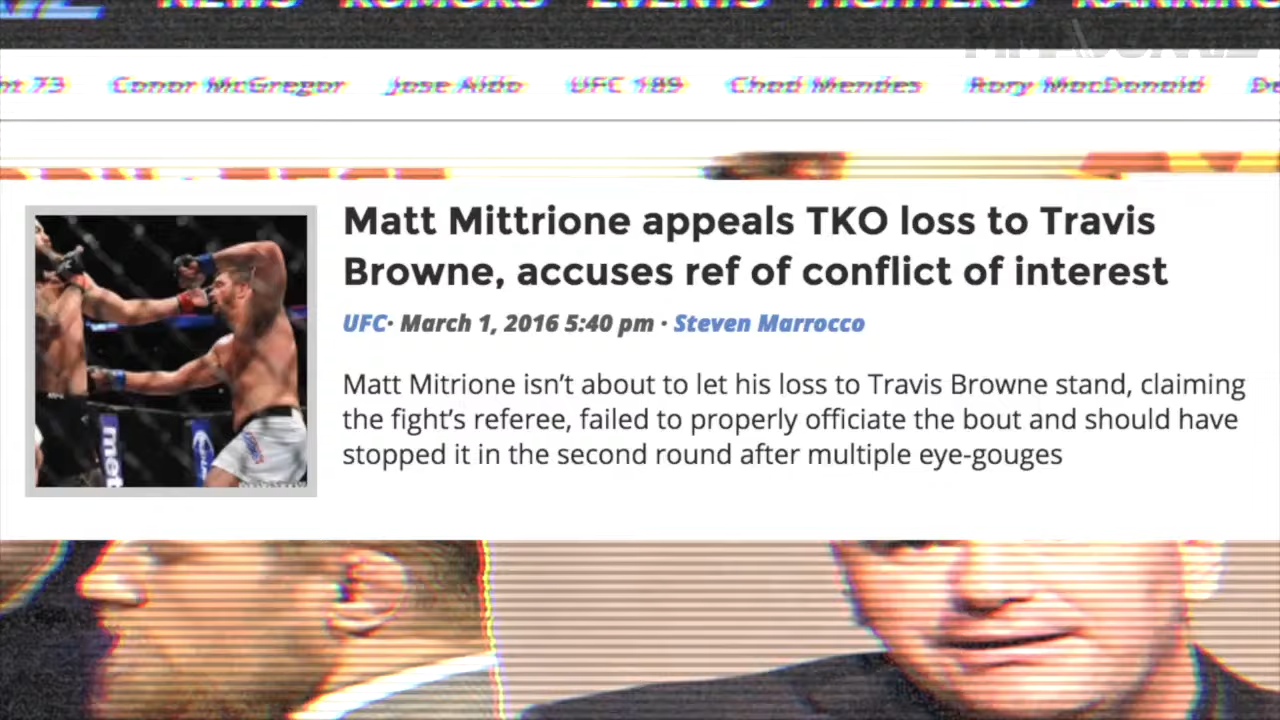 NEWS RUMORS EVENTS FIGHTERS RANKING
ht 73 Conor McGregor Jose Aldo UFC 189 Chad Mendes Rory MacDonald
Matt Mittrione appeals TKO loss to Travis
Browne, accuses ref of conflict of interest
UFC· March 1, 2016 5:40 pm · Steven Marrocco
Matt Mitrione isn't about to let his loss to Travis Browne stand, claiming
the fight's referee, failed to properly officiate the bout and should have
stopped it in the second round after multiple eye-gouges